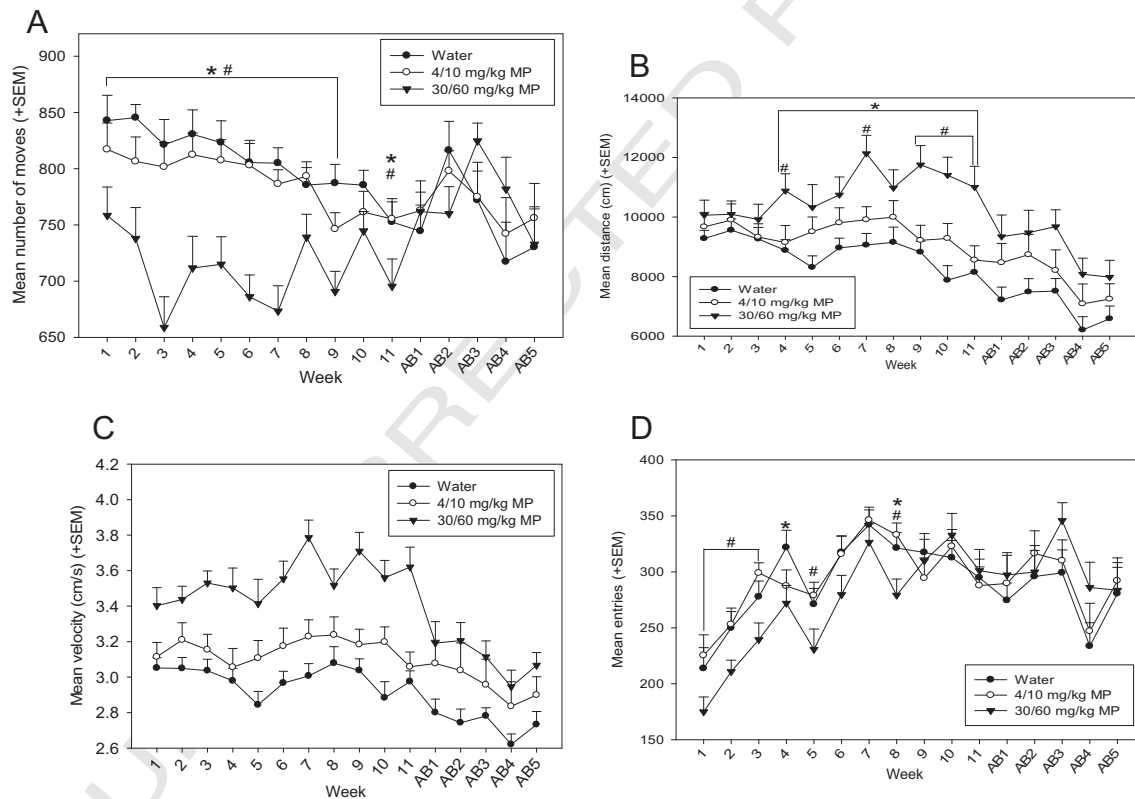 A
Mean number of moves (+SEM)
900
850
800
750
700
650
* #
*
#
Water
4/10 mg/kg MP
30/60 mg/kg MP
1 2 3 4 5 6 7 8 9 10 11 AB1 AB2 AB3 AB4 AB5
Week
B
Mean distance (cm) (+SEM)
14000
12000
10000
8000
6000
*
#
#
#
Water
4/10 mg/kg MP
30/60 mg/kg MP
1 2 3 4 5 6 7 8 9 10 11 AB1 AB2 AB3 AB4 AB5
Week
C
Mean velocity (cm/s) (+SEM)
4.2
4.0
3.8
3.6
3.4
3.2
3.0
2.8
2.6
Water
4/10 mg/kg MP
30/60 mg/kg MP
1 2 3 4 5 6 7 8 9 10 11 AB1 AB2 AB3 AB4 AB5
Week
D
Mean entries (+SEM)
400
350
300
250
200
150
#
*
#
*
#
Water
4/10 mg/kg MP
30/60 mg/kg MP
1 2 3 4 5 6 7 8 9 10 11 AB1 AB2 AB3 AB4 AB5
Week